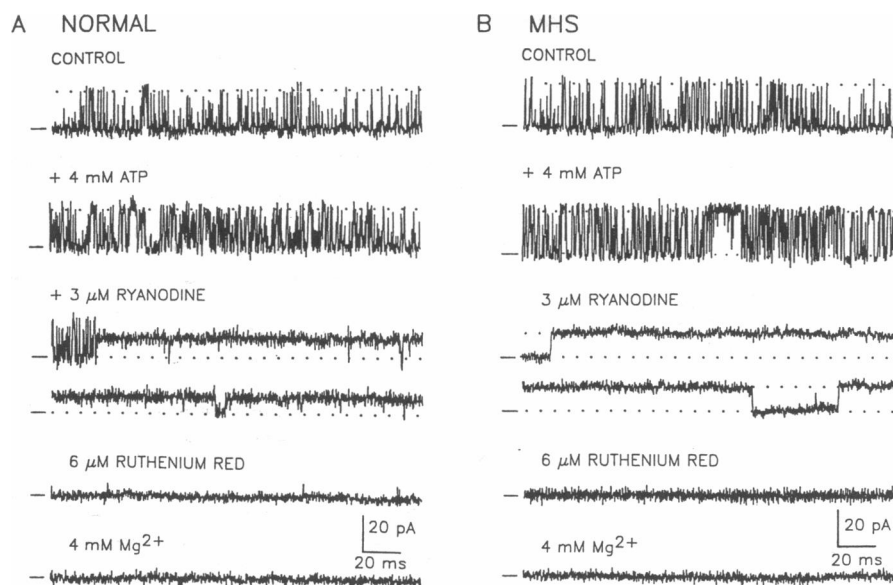 A NORMAL
CONTROL
+ 4 mM ATP
+ 3 μM RYANODINE
6 μM RUTHENIUM RED
20 pA
20 ms
4 mM Mg2+
B MHS
CONTROL
+ 4 mM ATP
3 μM RYANODINE
6 μM RUTHENIUM RED
20 pA
20 ms
4 mM Mg2+